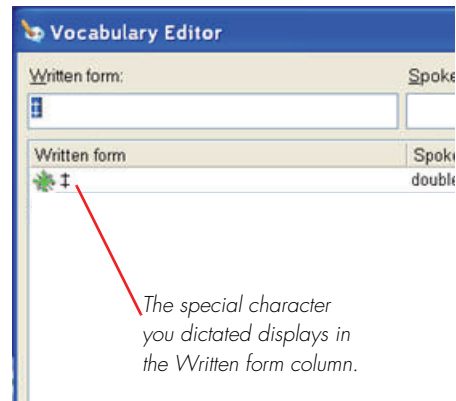 Vocabulary Editor
Written form: Spoke
‡
Written form Spoke
‡ double
The special character
you dictated displays in
the Written form column.